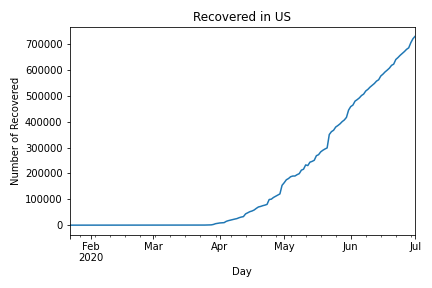 Recovered in US
Number of Recovered
700000
600000
500000
400000
300000
200000
100000
0
Feb
2020
Mar
Apr
May
Jun
Jul
Day